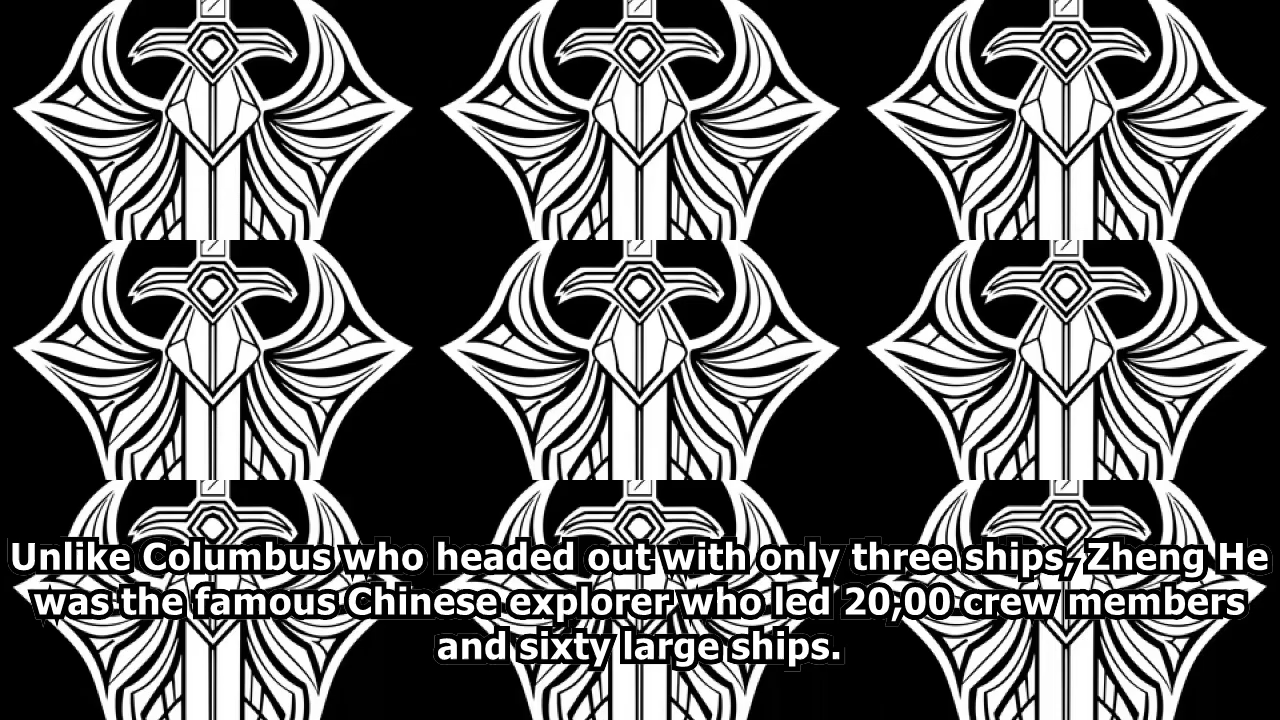 Unlike Columbus who headed out with only three ships, Zheng He
was the famous Chinese explorer who led 20,00 crew members
and sixty large ships.